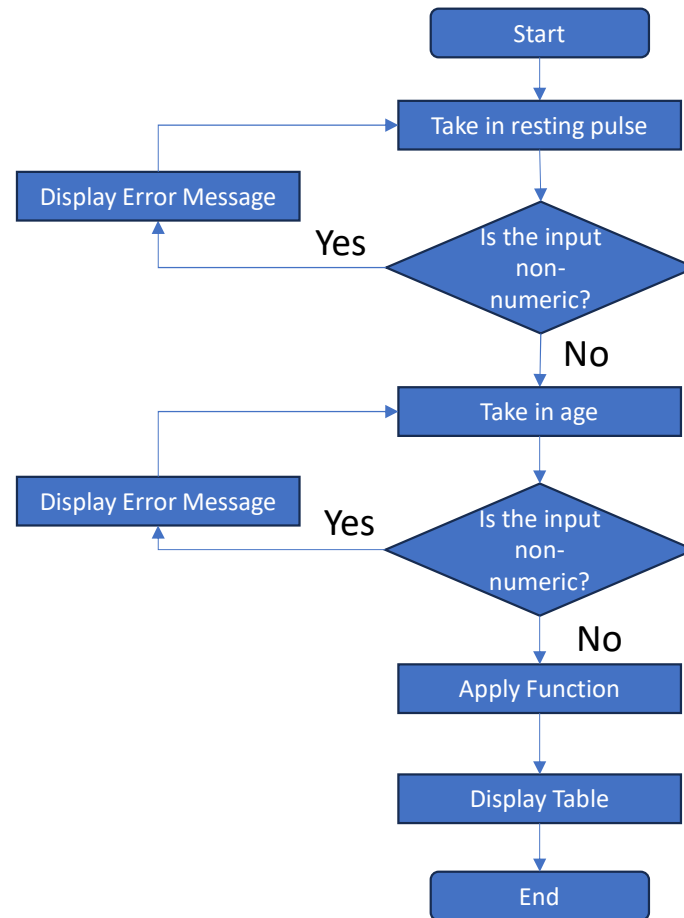 Start
Take in resting pulse
Display Error Message
Yes
Is the input
non-
numeric?
No
Take in age
Display Error Message
Yes
Is the input
non-
numeric?
No
Apply Function
Display Table
End